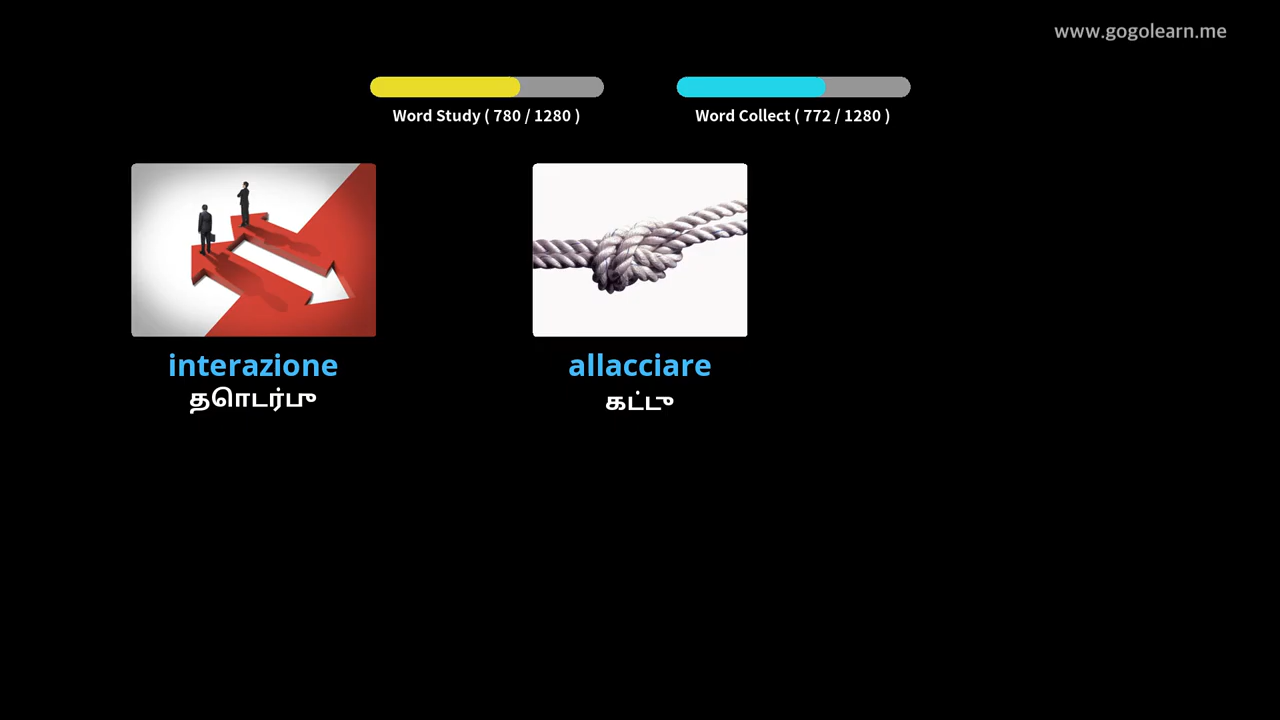 www.gogolearn.me
Word Study ( 780 / 1280 )
Word Collect ( 772 / 1280 )
interazione
தொடர்பு
allacciare
கட்டு